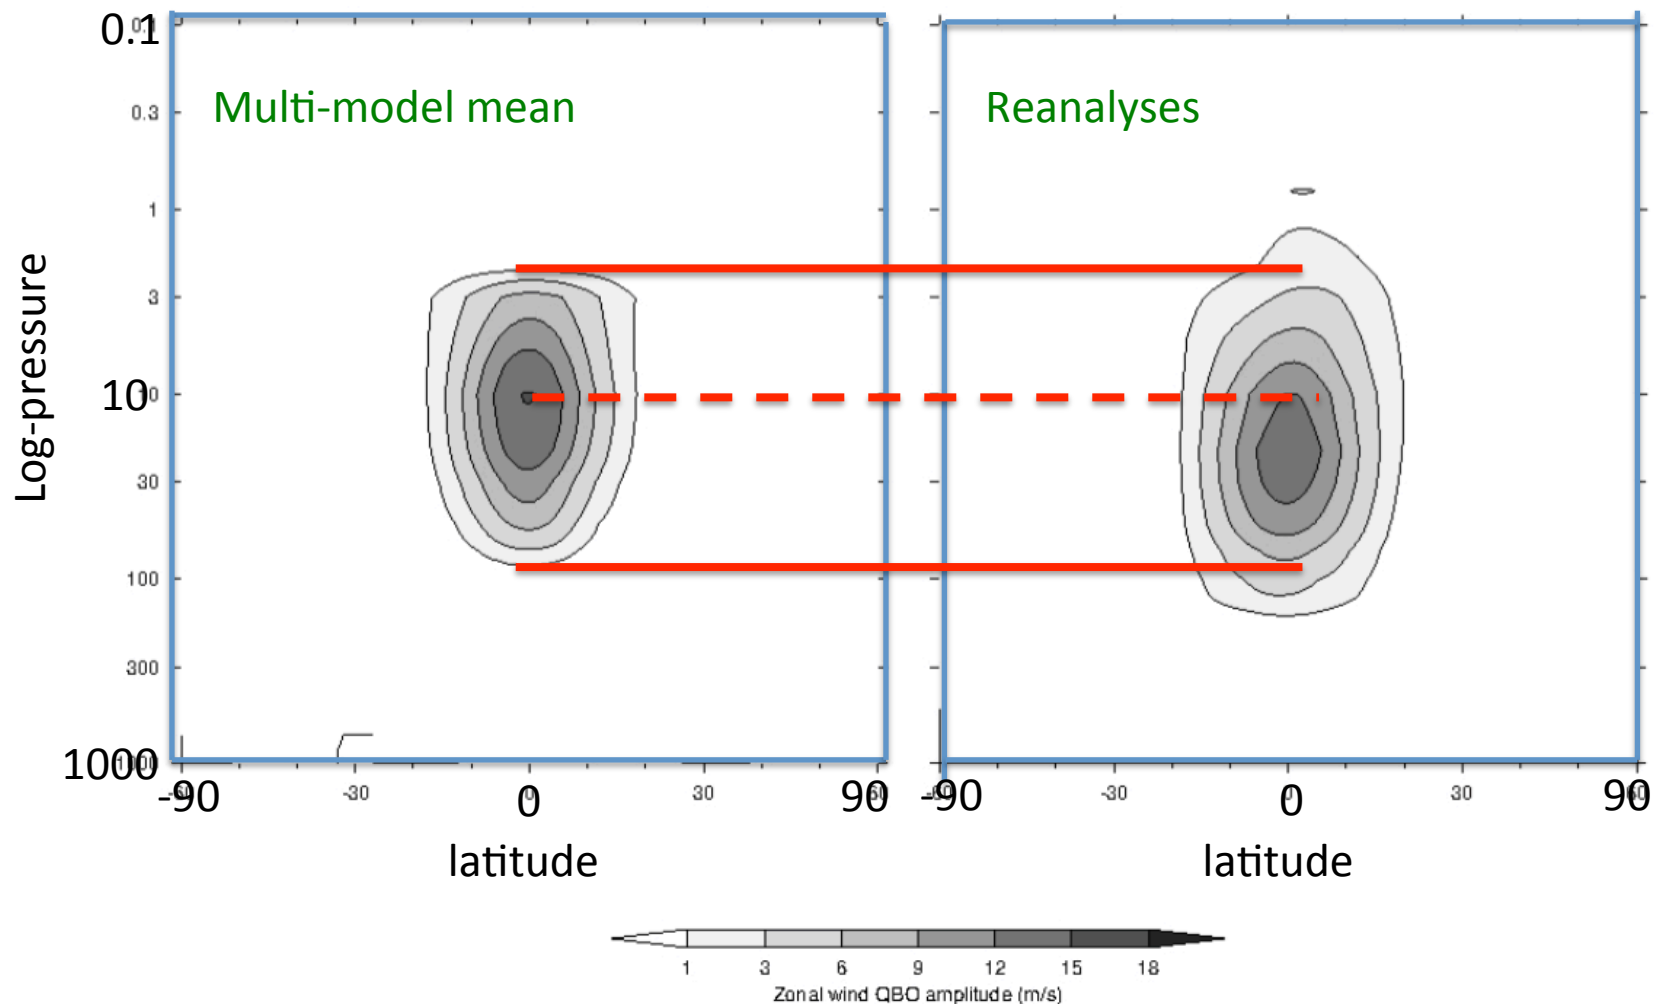 0.1
Multi-model mean
Reanalyses
0.3
1
3
10
30
100
300
1000
Log-pressure
-90 -30 0 30 90
-90 -30 0 30 90
latitude
latitude
1 3 6 9 12 15 18
Zonal wind QBO amplitude (m/s)